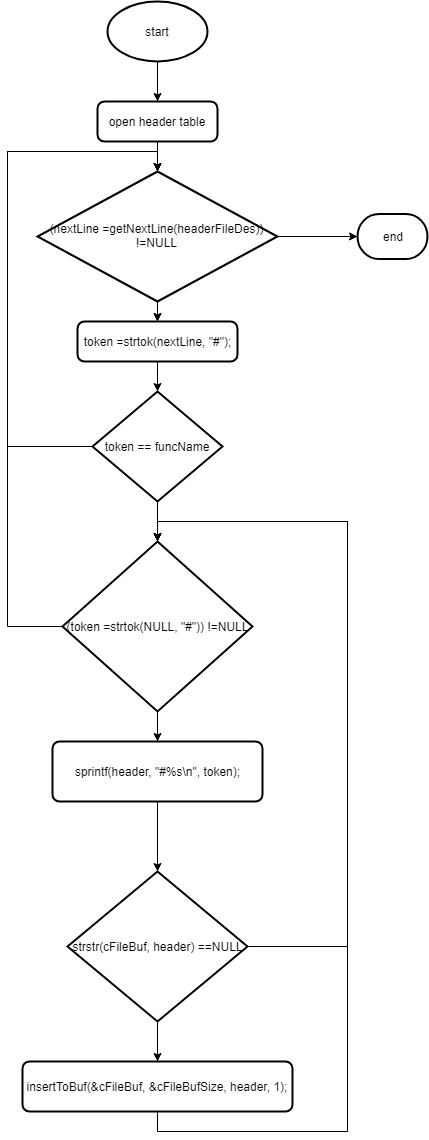 start
open header table
(nextLine =getNextLine(headerFileDes))
!=NULL
end
token =strtok(nextLine, "#");
token == funcName
(token =strtok(NULL, "#")) !=NULL
sprintf(header, "#%s\n", token);
strstr(cFileBuf, header) ==NULL
insertToBuf(&cFileBuf, &cFileBufSize, header, 1);